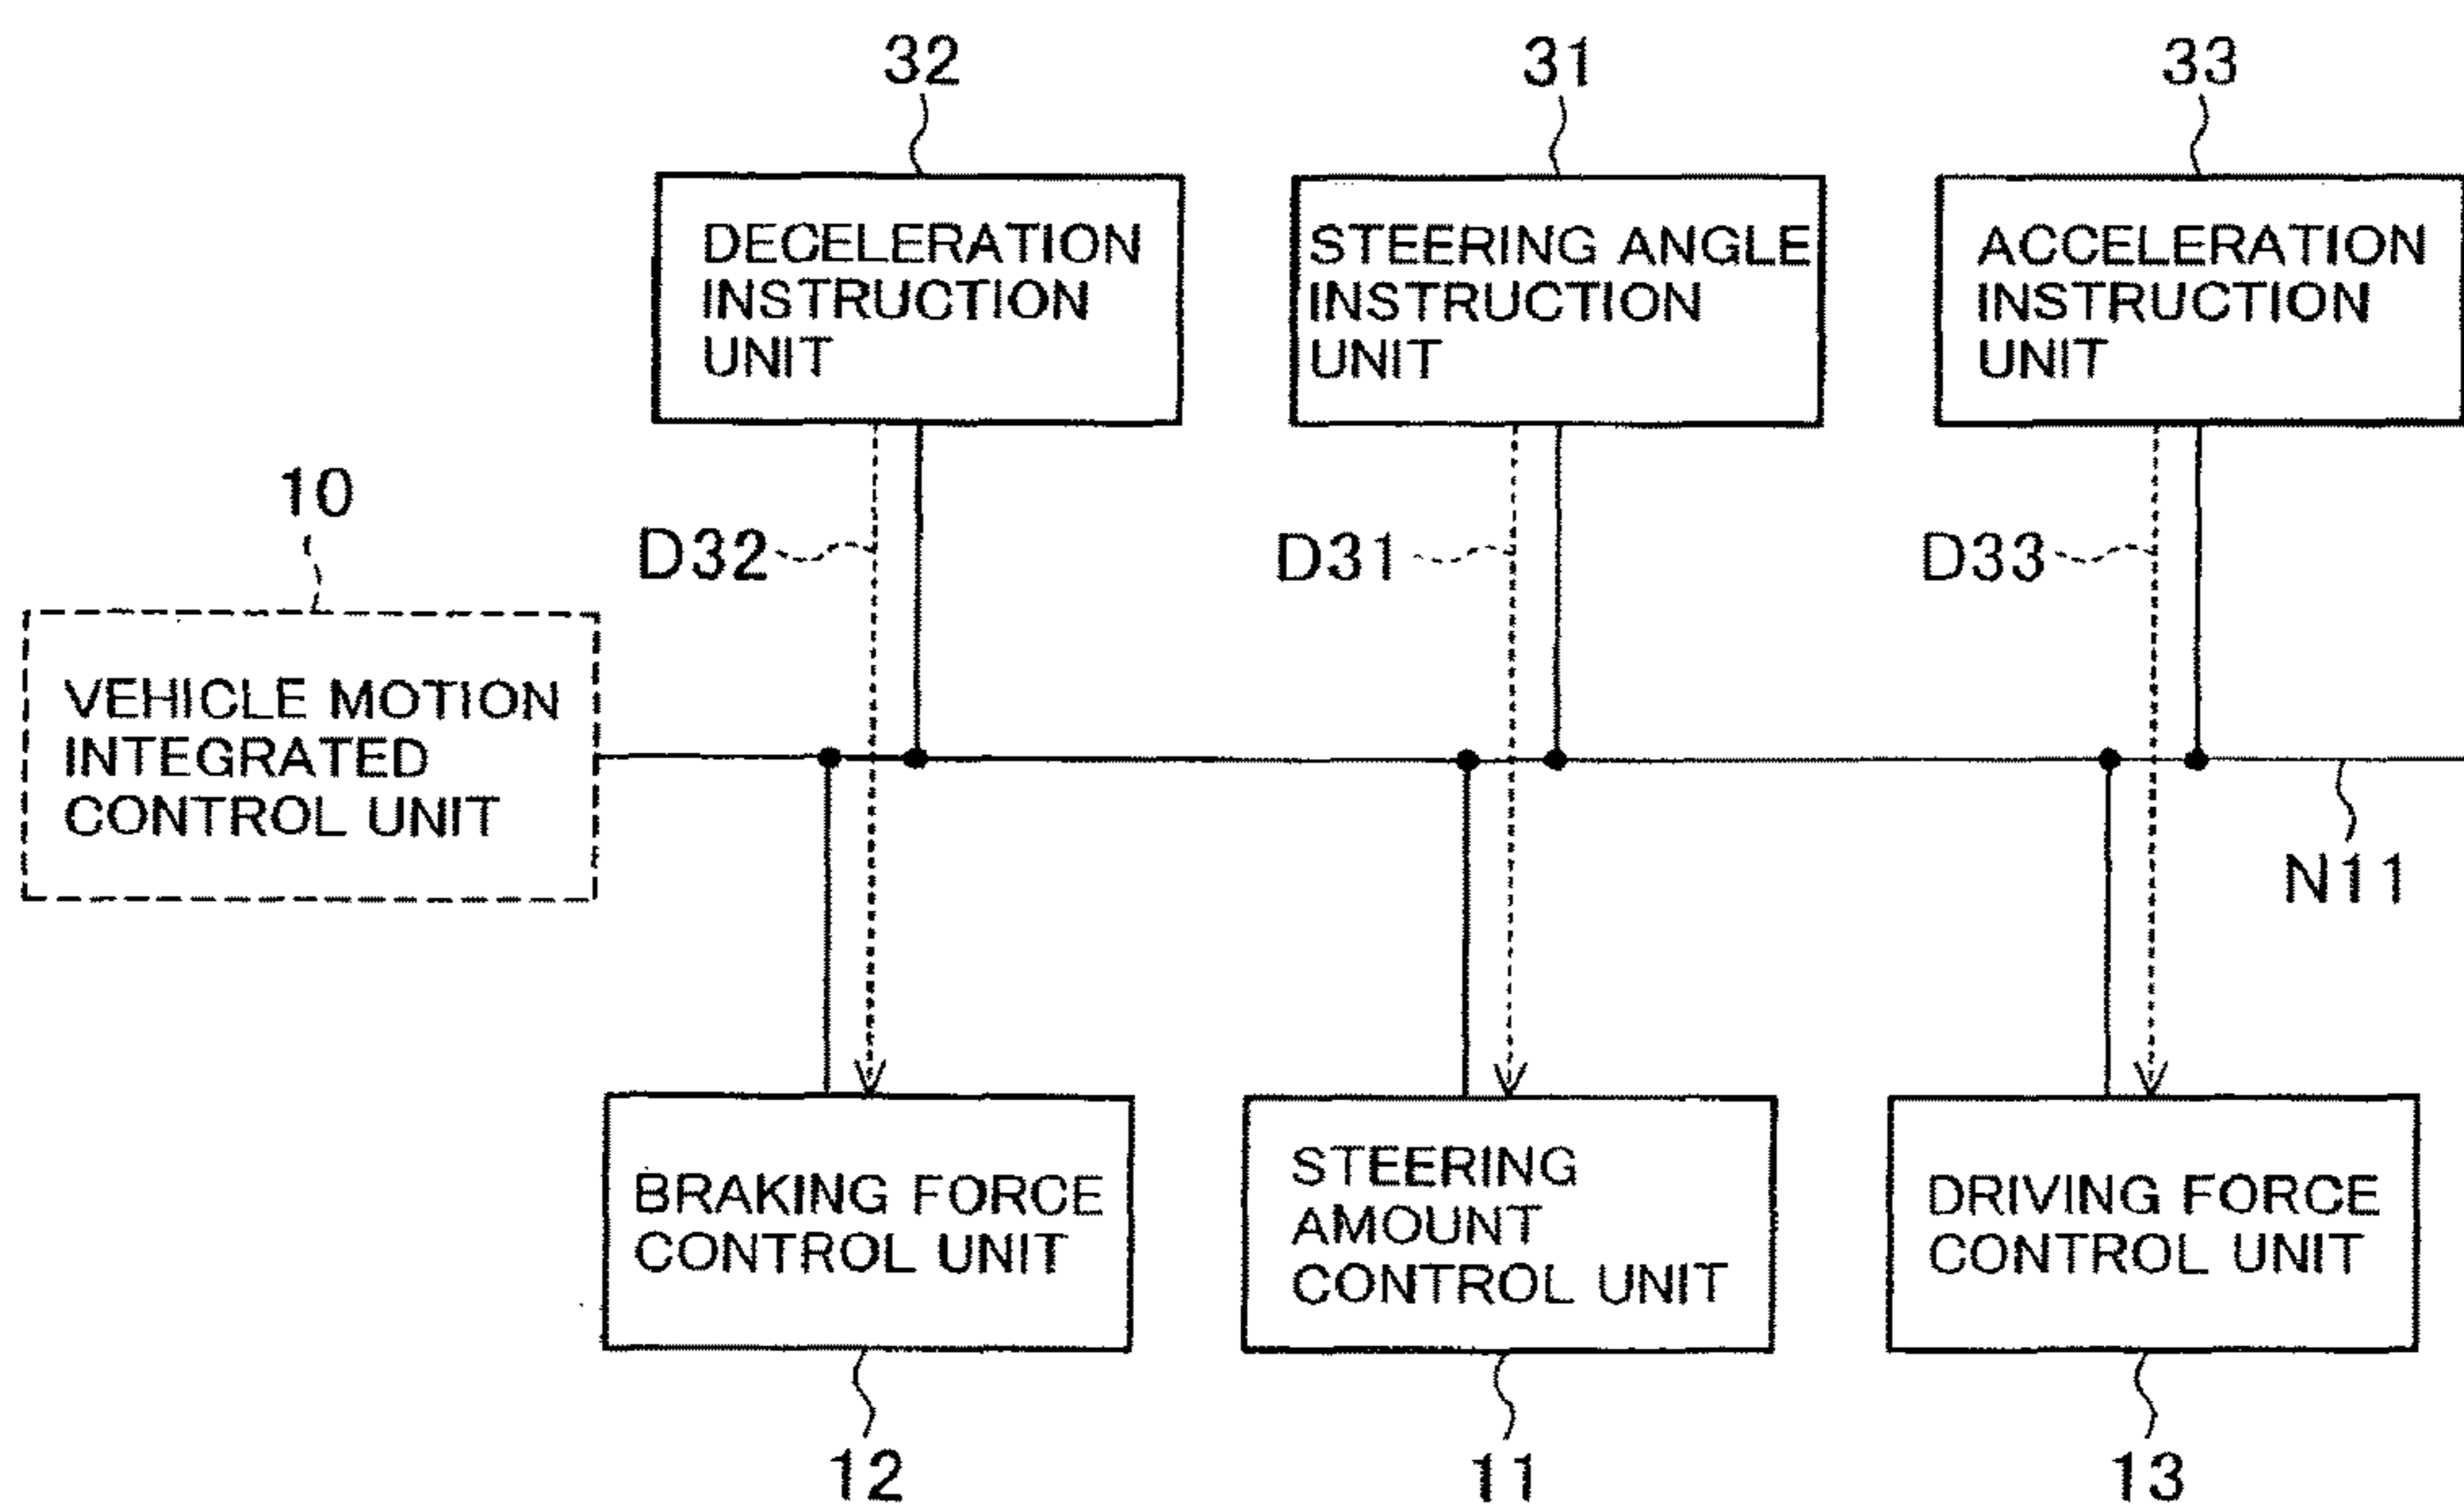 32
31
33
DECELERATION
INSTRUCTION
UNIT
STEERING ANGLE
INSTRUCTION
UNIT
ACCELERATION
INSTRUCTION
UNIT
10
D32
D31
D33
VEHICLE MOTION
INTEGRATED
CONTROL UNIT
N11
BRAKING FORCE
CONTROL UNIT
STEERING
AMOUNT
CONTROL UNIT
DRIVING FORCE
CONTROL UNIT
12
11
13